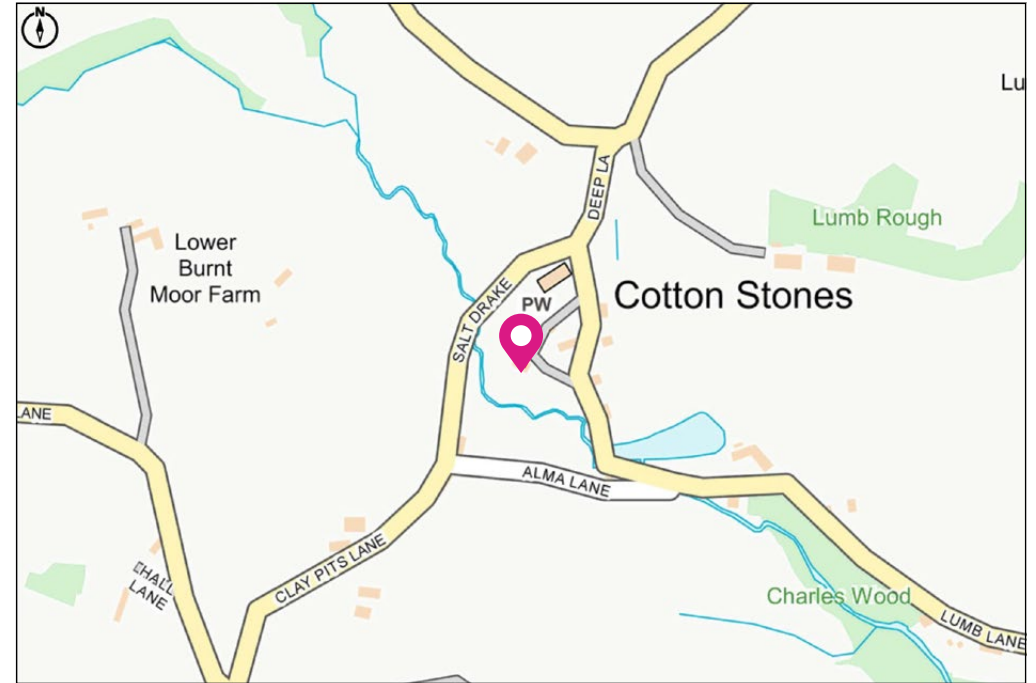 N
Lu
DEEP LA
Lumb Rough
Lower
Burnt
Moor Farm
Cotton Stones
PW
SALT DRAKE
LANE
ALMA LANE
CLAY PITS LANE
LANE
Charles Wood
LUMB LANE